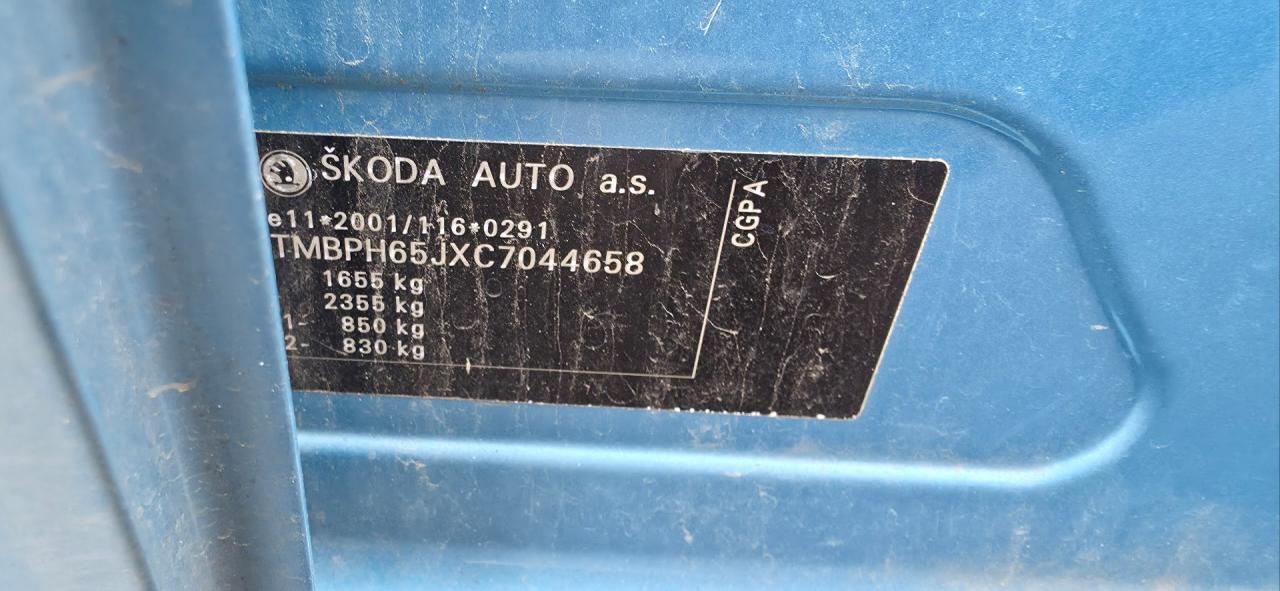 ŠKODA AUTO a.s.
e11*2001/116*0291
TMBPH65JXC7044658
1655 kg
2355 kg
1- 850 kg
2- 830 kg
CGPA